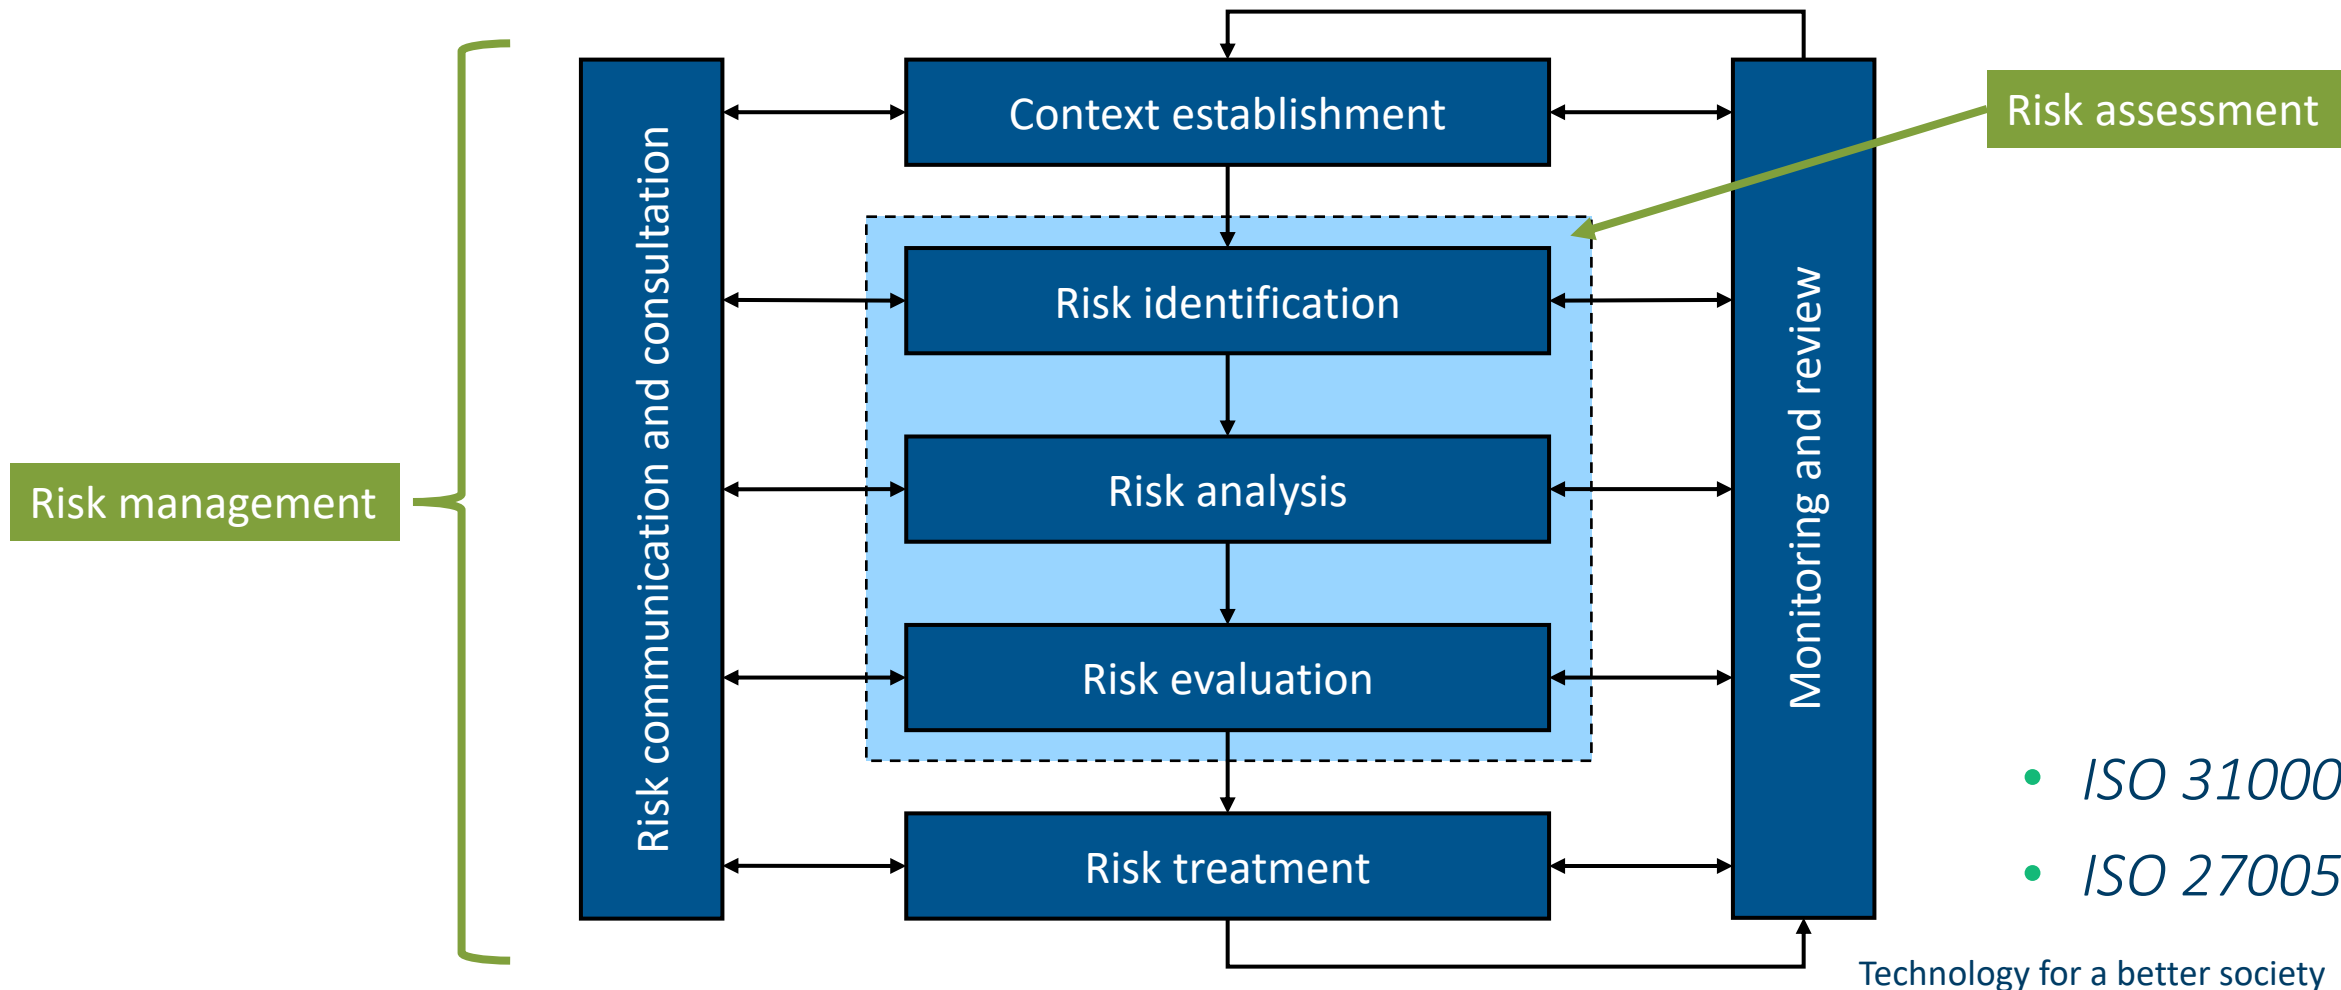 Risk management
Risk communication and consultation
Context establishment
Risk identification
Risk analysis
Risk evaluation
Risk treatment
Monitoring and review
Risk assessment
• ISO 31000
• ISO 27005
Technology for a better society